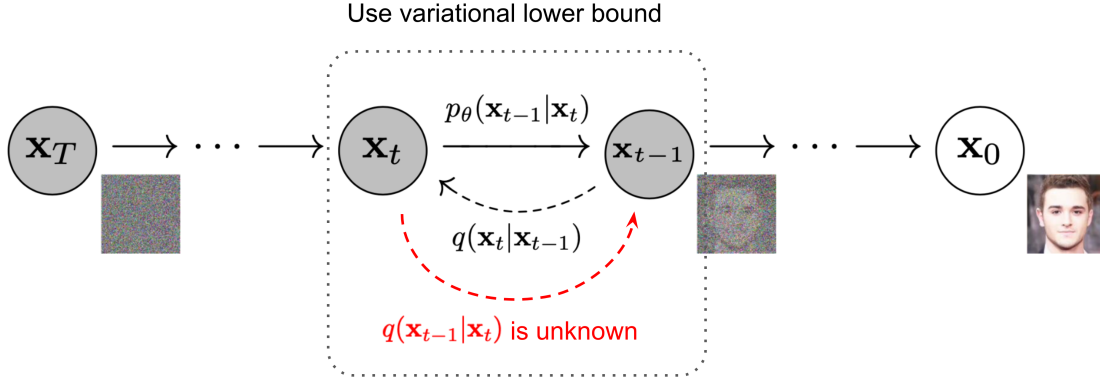 Use variational lower bound
x_T → ··· → x_t p_θ(x_{t−1}|x_t) x_{t−1} → ··· → x_0
q(x_t|x_{t−1})
q(x_{t−1}|x_t) is unknown